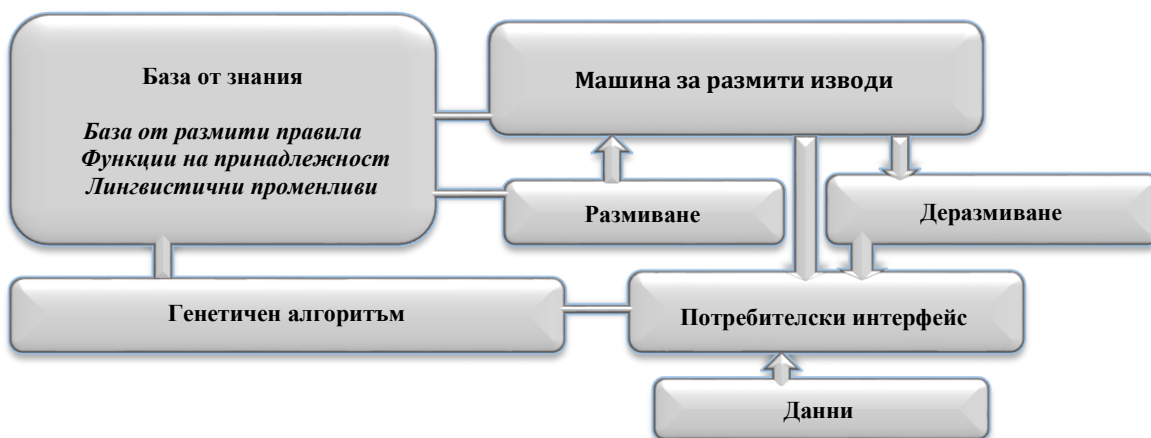 База от знания
База от размити правила
Функции на принадлежност
Лингвистични променливи
Машина за размити изводи
Размиване
Деразмиване
Генетичен алгоритъм
Потребителски интерфейс
Данни